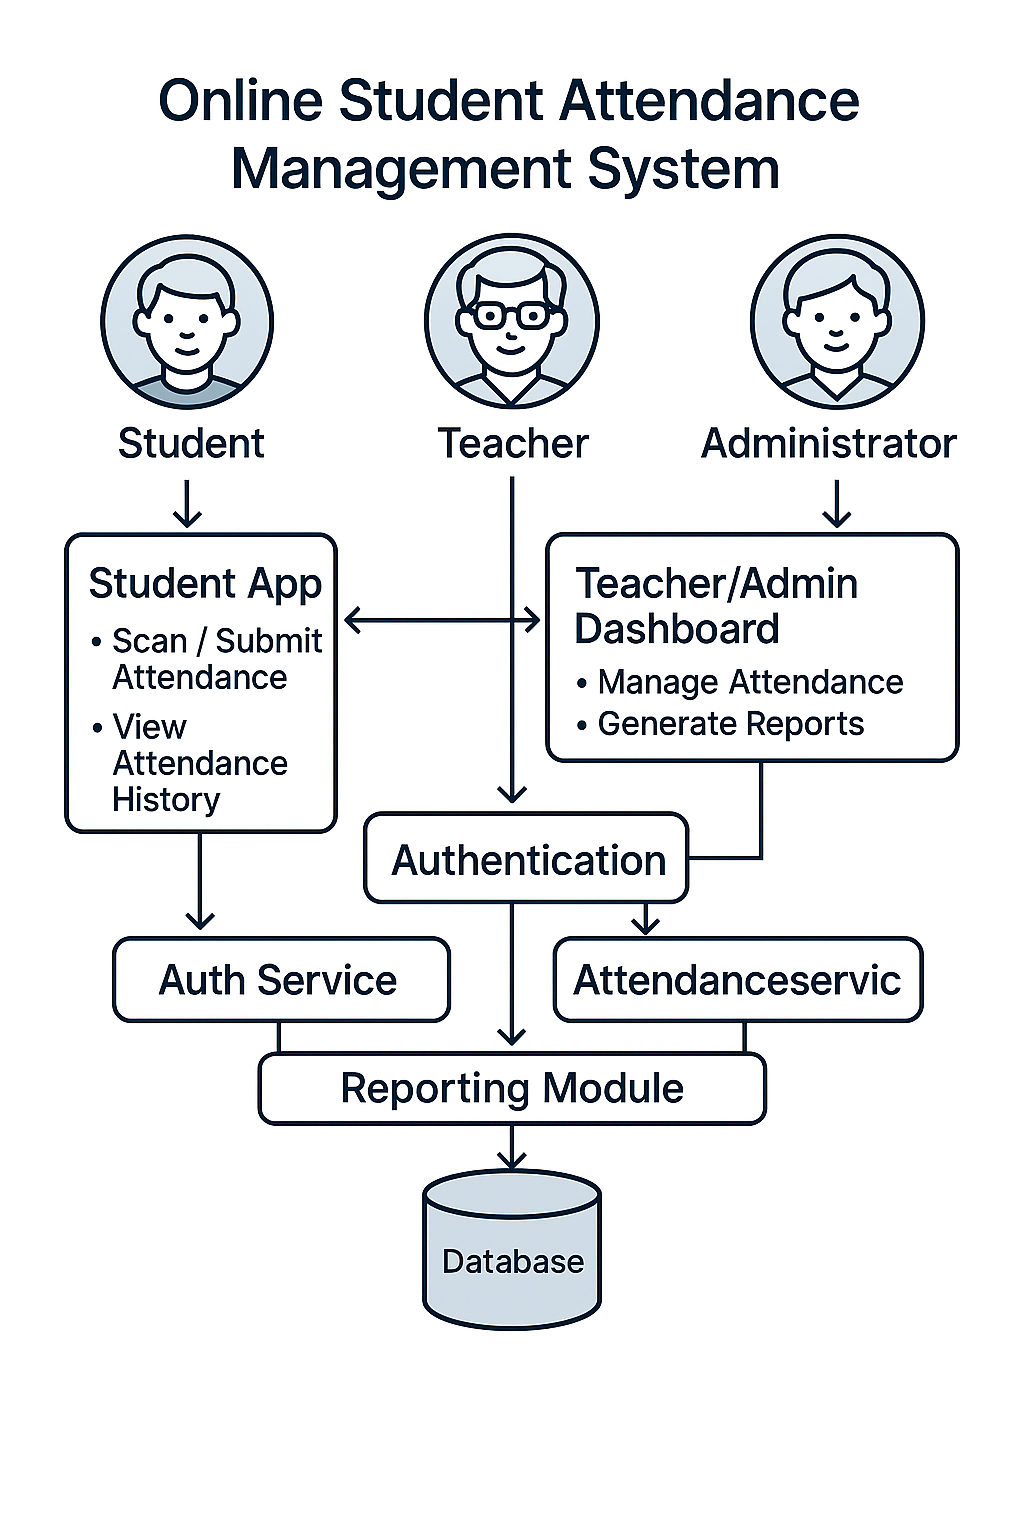 Online Student Attendance
Management System
Student
Teacher
Administrator
Student App
• Scan / Submit
Attendance
• View
Attendance
History
Teacher/Admin
Dashboard
• Manage Attendance
• Generate Reports
Authentication
Auth Service
Attendanceservic
Reporting Module
Database